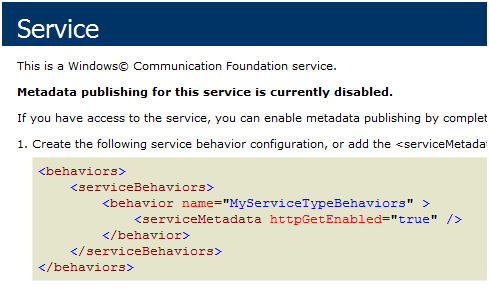 Service
This is a Windows© Communication Foundation service.
Metadata publishing for this service is currently disabled.
If you have access to the service, you can enable metadata publishing by complet
1. Create the following service behavior configuration, or add the <serviceMetada
<behaviors>
<serviceBehaviors>
<behavior name="MyServiceTypeBehaviors" >
<serviceMetadata httpGetEnabled="true" />
</behavior>
</serviceBehaviors>
</behaviors>